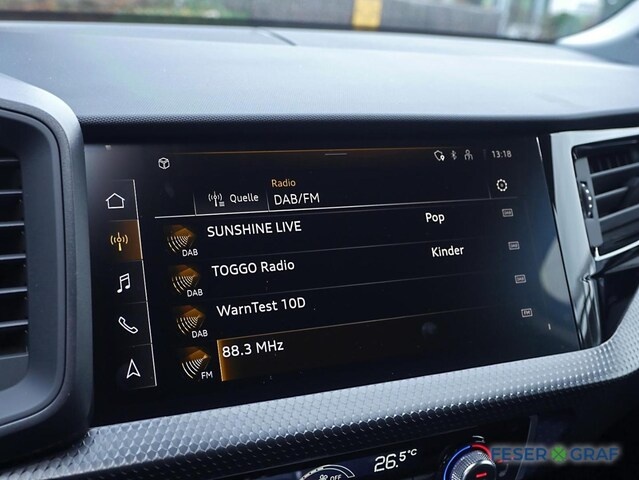 13:18
Radio
Quelle DAB/FM
SUNSHINE LIVE Pop
DAB
TOGGO Radio Kinder
DAB
WarnTest 10D
DAB
88.3 MHz
FM
26.5°C
OFF
FESER GRAF